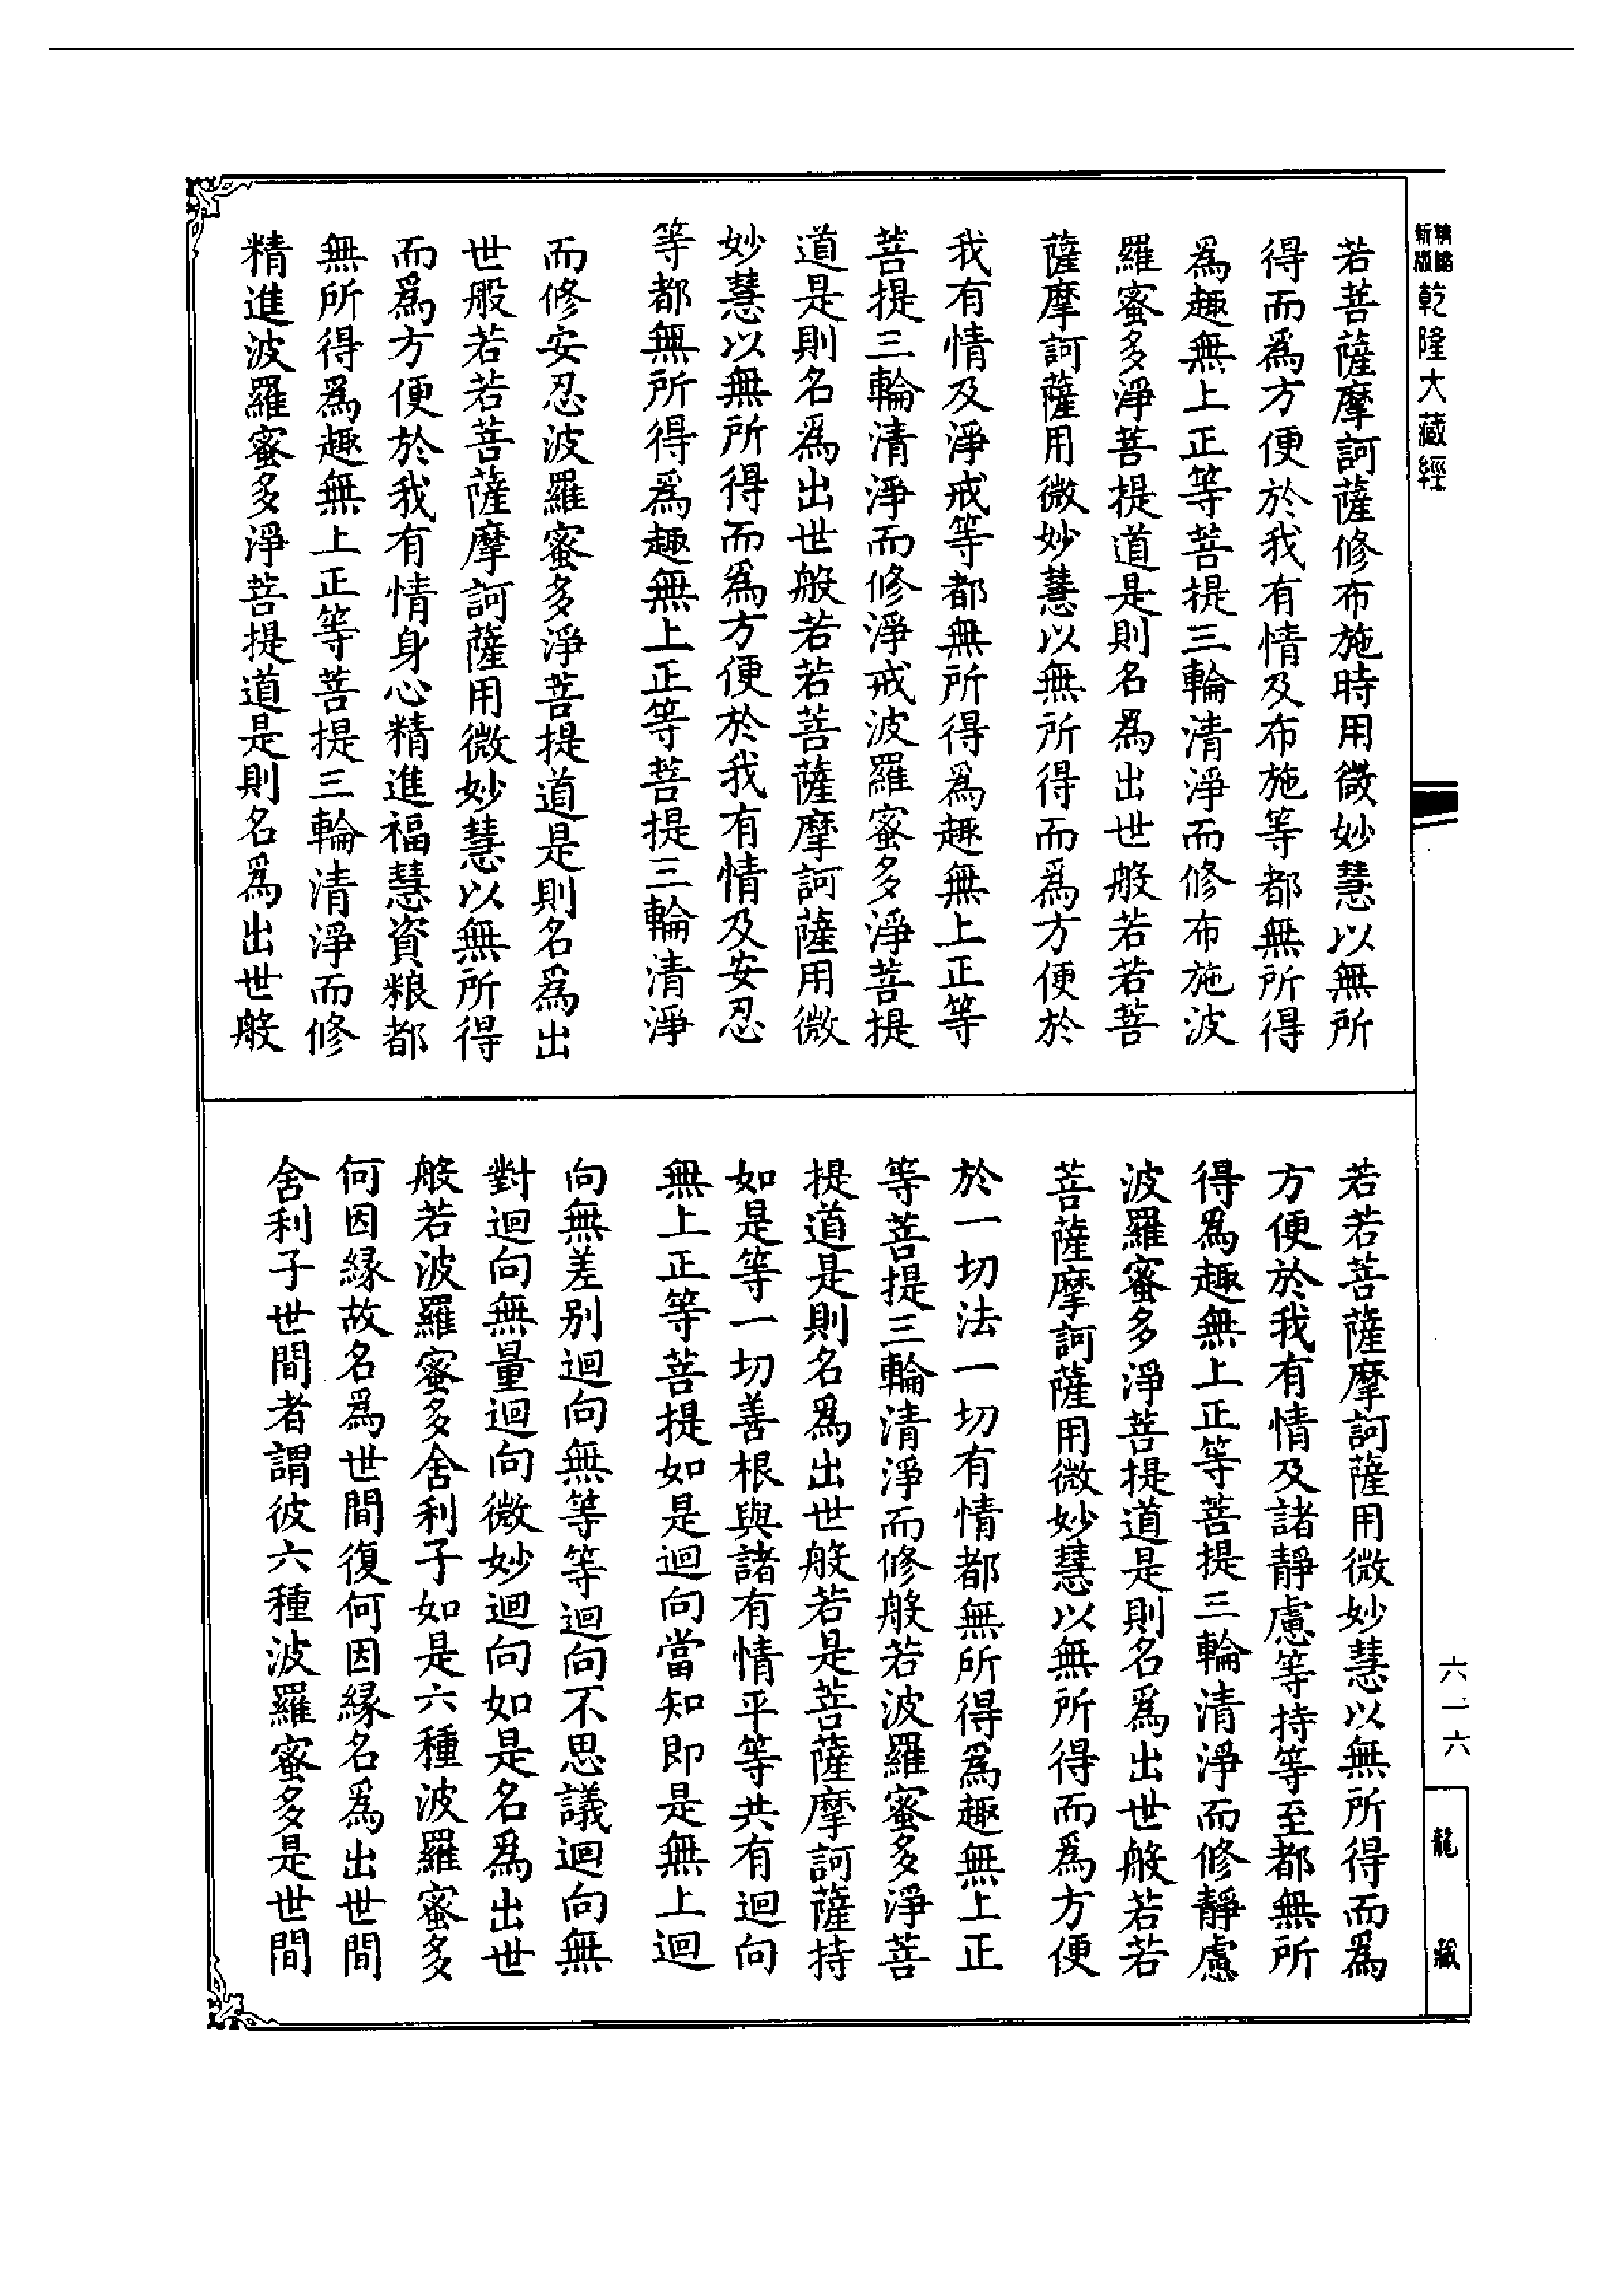 乾隆大藏經
若菩薩摩訶薩修布施時用微妙慧以無所
得而爲方便於我有情及布施等都無所得
爲趣無上正等菩提三輪清淨而修布施波
羅蜜多淨菩提道是則名爲出世般若若菩
薩摩訶薩用微妙慧以無所得而爲方便於
我有情及淨戒等都無所得爲趣無上正等
菩提三輪清淨而修淨戒波羅蜜多淨菩提
道是則名爲出世般若若菩薩摩訶薩用微
妙慧以無所得而爲方便於我有情及安忍
等都無所得爲趣無上正等菩提三輪清淨
而修安忍波羅蜜多淨菩提道是則名爲出
世般若若菩薩摩訶薩用微妙慧以無所得
而爲方便於我有情身心精進福慧資粮都
無所得爲趣無上正等菩提三輪清淨而修
精進波羅蜜多淨菩提道是則名爲出世般
若若菩薩摩訶薩用微妙慧以無所得而爲
方便於我有情及諸靜慮等持等至都無所
得爲趣無上正等菩提三輪清淨而修靜慮
波羅蜜多淨菩提道是則名爲出世般若若
菩薩摩訶薩用微妙慧以無所得而爲方便
於一切法一切有情都無所得爲趣無上正
等菩提三輪清淨而修般若波羅蜜多淨菩
提道是則名爲出世般若是菩薩摩訶薩持
如是等一切善根與諸有情平等共有迴向
無上正等菩提如是迴向當知即是無上迴
向無差别迴向無等等迴向不思議迴向無
對迴向無量迴向微妙迴向如是名爲出世
般若波羅蜜多舍利子如是六種波羅蜜多
何因緣故名爲世間復何因緣名爲出世間
舍利子世間者謂彼六種波羅蜜多是世間
六一六
龍藏